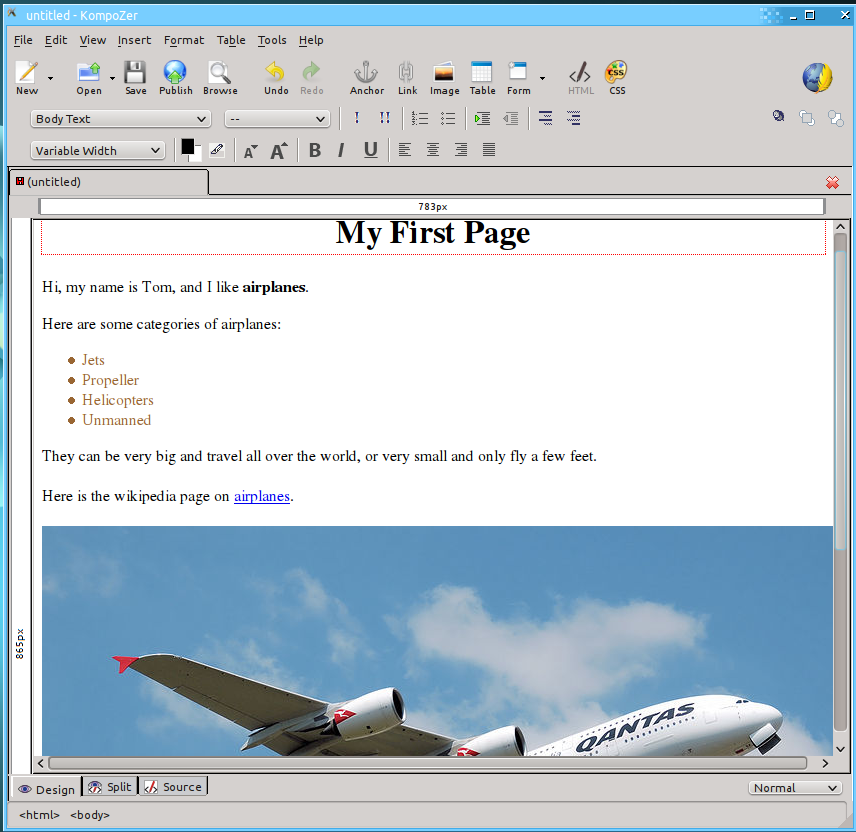 untitled - KompoZer
File Edit View Insert Format Table Tools Help
New Open Save Publish Browse Undo Redo Anchor Link Image Table Form HTML CSS
Body Text -- ! !!
Variable Width A A B I U
(untitled)
783px
My First Page
Hi, my name is Tom, and I like airplanes.
Here are some categories of airplanes:
Jets
Propeller
Helicopters
Unmanned
They can be very big and travel all over the world, or very small and only fly a few feet.
Here is the wikipedia page on airplanes.
QANTAS
865px
Design Split Source Normal
<html> <body>